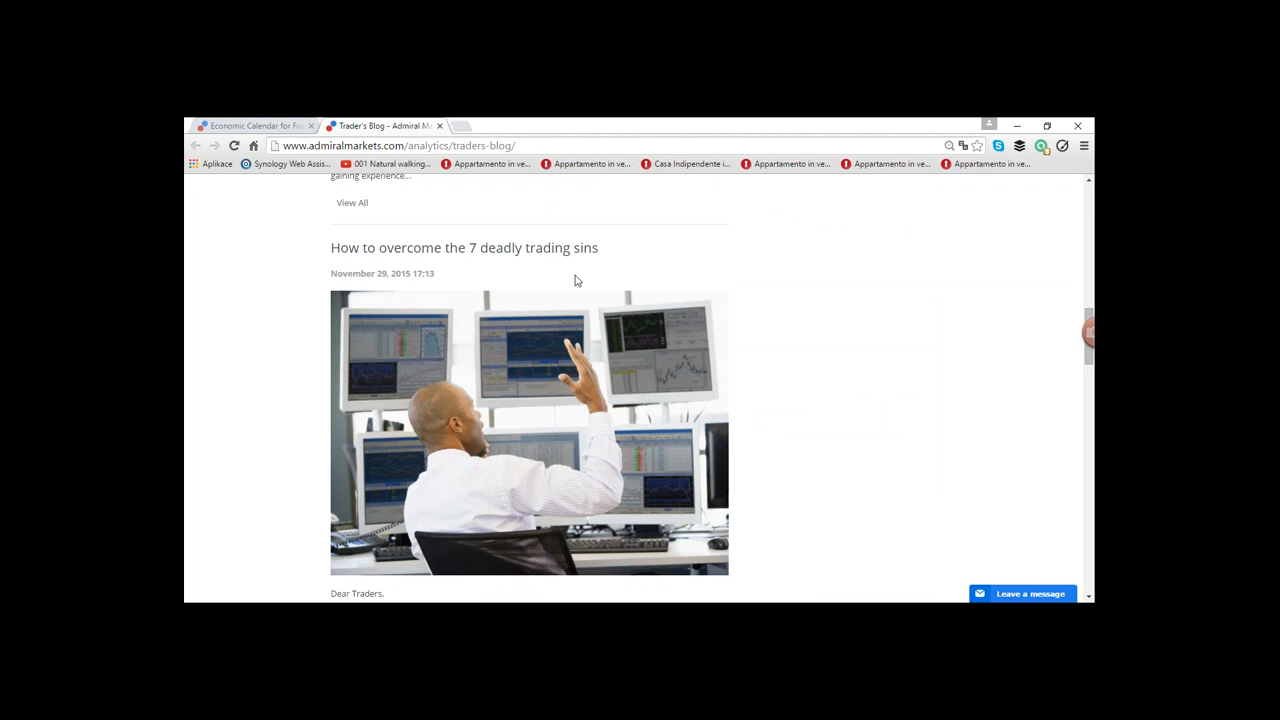 Economic Calendar for Fo
Trader's Blog - Admiral M
www.admiralmarkets.com/analytics/traders-blog/
Aplikace
Synology Web Assis...
001 Natural walking...
Appartamento in ve...
Appartamento in ve...
Casa Indipendente i...
Appartamento in ve...
Appartamento in ve...
Appartamento in ve...
gaining experience...
View All
How to overcome the 7 deadly trading sins
November 29, 2015 17:13
Dear Traders,
Leave a message